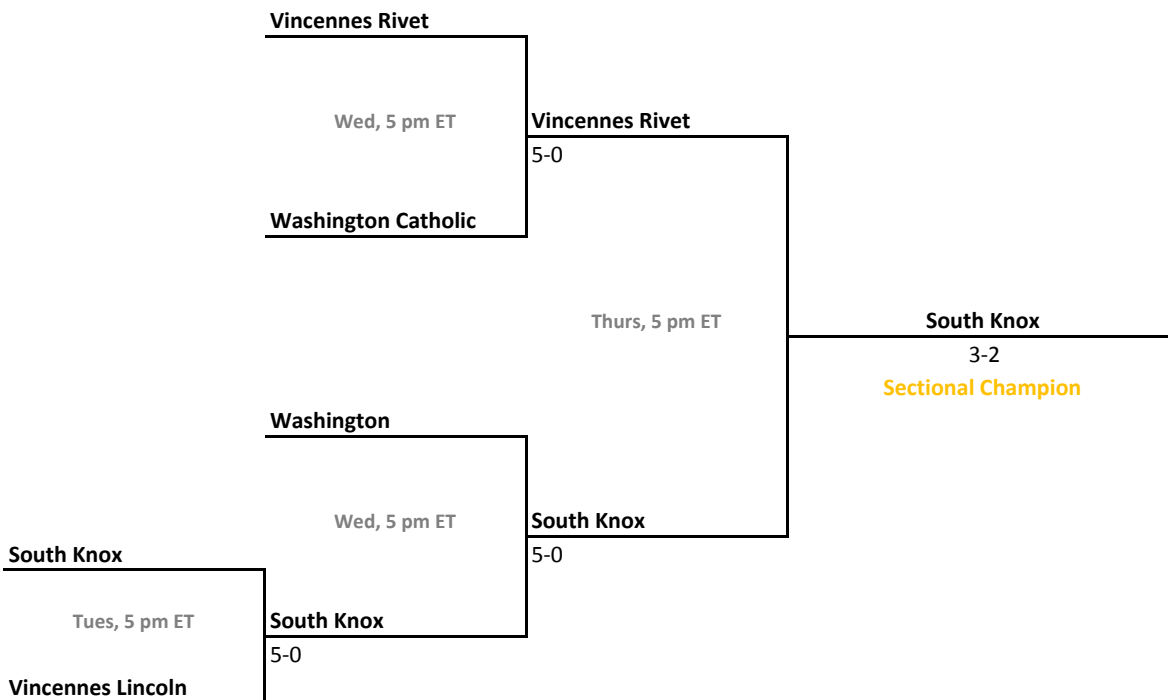 Vincennes Rivet
Wed, 5 pm ET
Vincennes Rivet
5-0
Washington Catholic
Thurs, 5 pm ET
South Knox
3-2
Sectional Champion
Washington
Wed, 5 pm ET
South Knox
5-0
South Knox
Tues, 5 pm ET
South Knox
5-0
Vincennes Lincoln